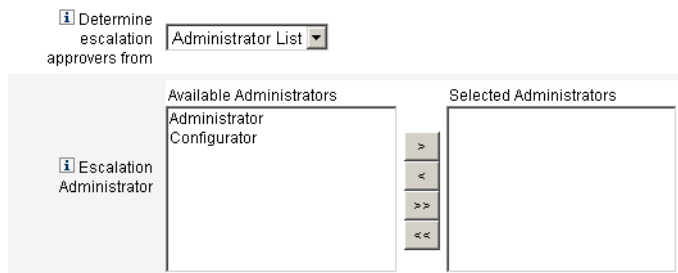 Determine
escalation
approvers from
Administrator List
Available Administrators
Selected Administrators
Administrator
Configurator
Escalation
Administrator
>
<
>>
<<